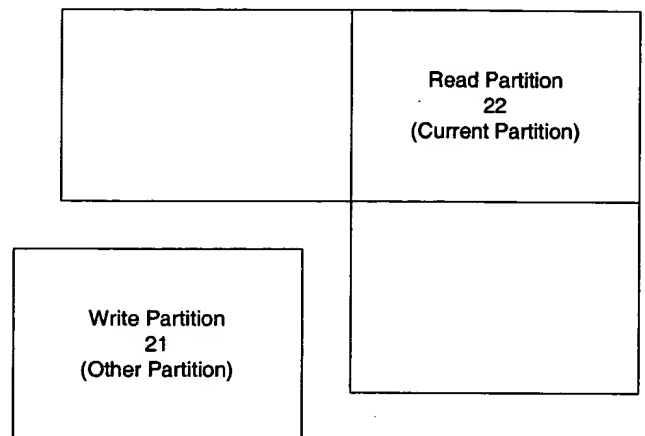 Read Partition
22
(Current Partition)
Write Partition
21
(Other Partition)